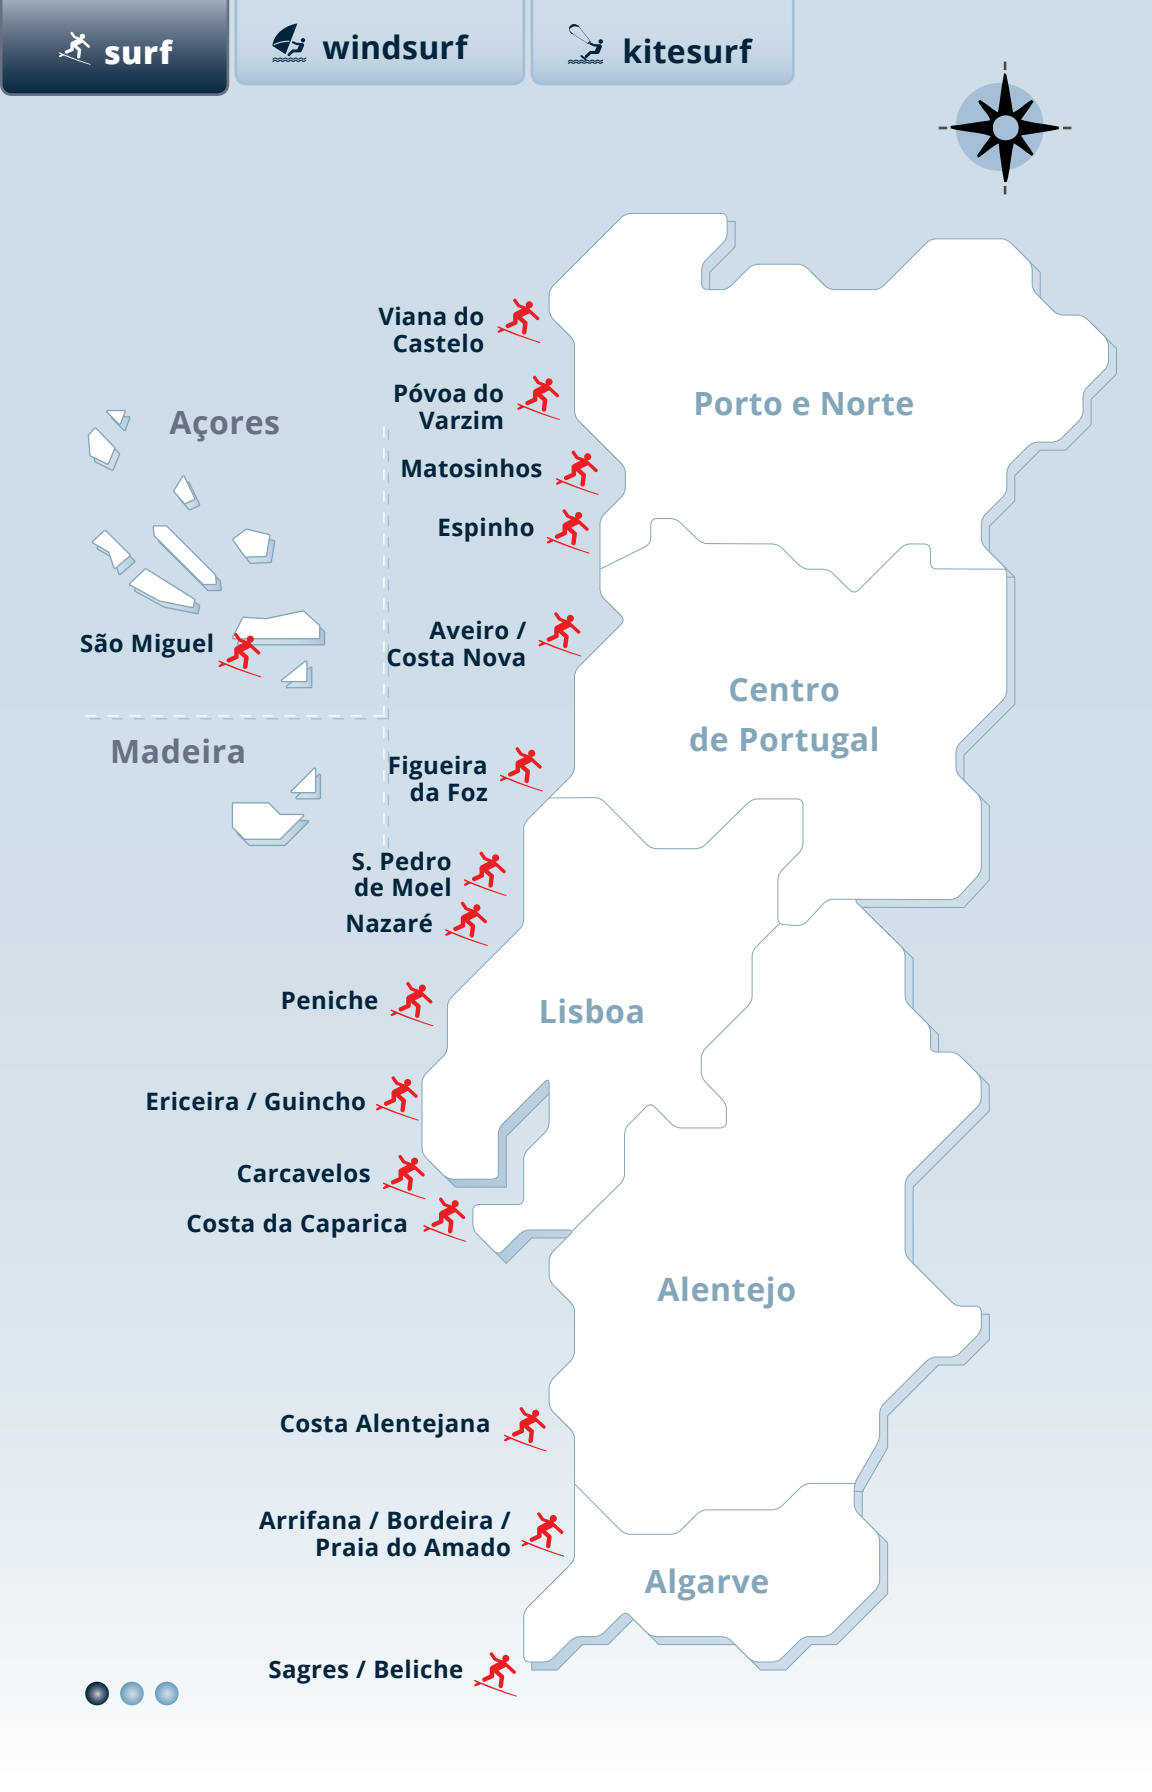 surf
windsurf
kitesurf
Viana do
Castelo
Póvoa do
Varzim
Porto e Norte
Açores
Matosinhos
Espinho
São Miguel
Aveiro /
Costa Nova
Centro
de Portugal
Madeira
Figueira
da Foz
S. Pedro
de Moel
Nazaré
Peniche
Lisboa
Ericeira / Guincho
Carcavelos
Costa da Caparica
Alentejo
Costa Alentejana
Arrifana / Bordeira /
Praia do Amado
Algarve
Sagres / Beliche